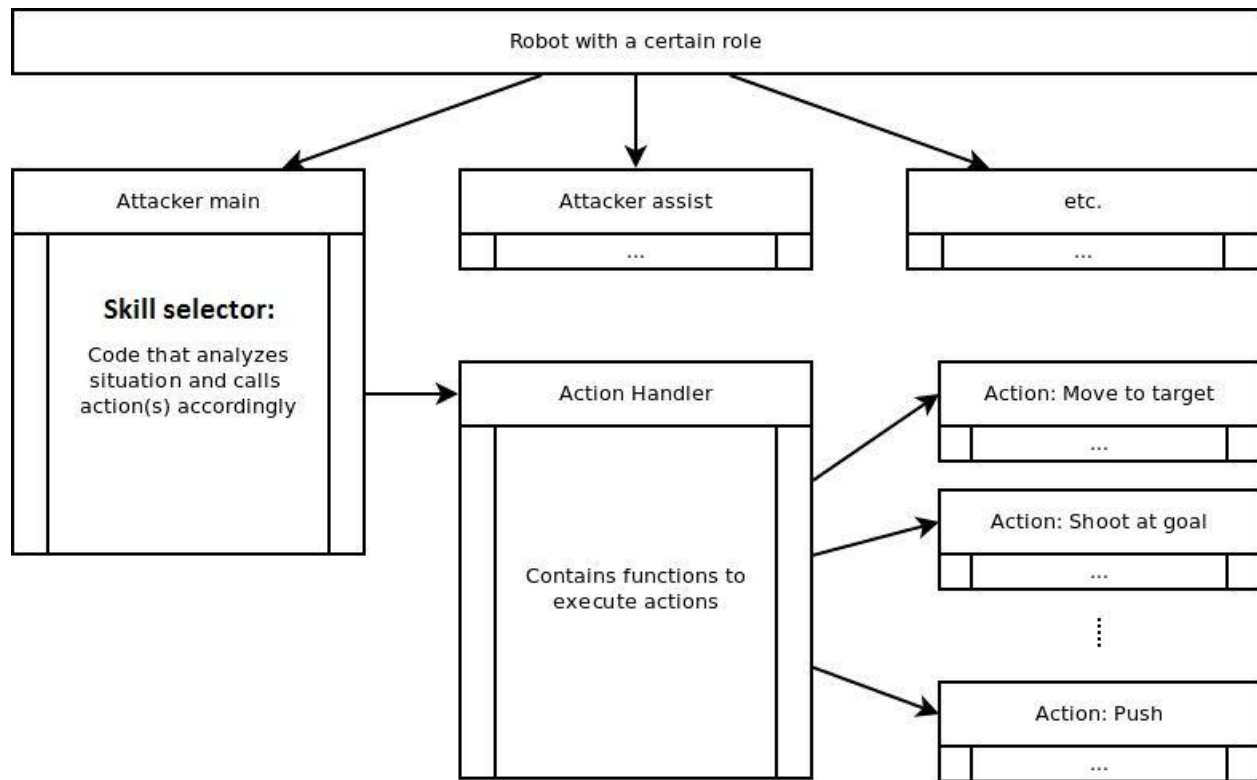 Robot with a certain role
Attacker main
Attacker assist
etc.
...
...
Skill selector:
Code that analyzes
situation and calls
action(s) accordingly
Action Handler
Contains functions to
execute actions
Action: Move to target
...
Action: Shoot at goal
...
Action: Push
...